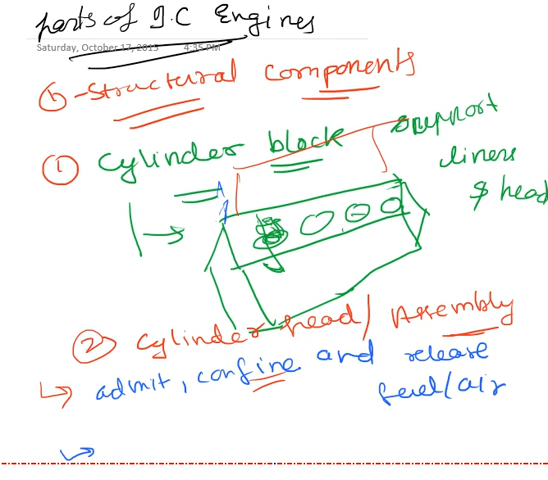 parts of I.C Engines
Saturday, October 17, 2015 4:35 PM
① - Structural components
① Cylinder block
support
liners
& head
② Cylinder head / Assembly
↳ admit, confine and release
fuel/air